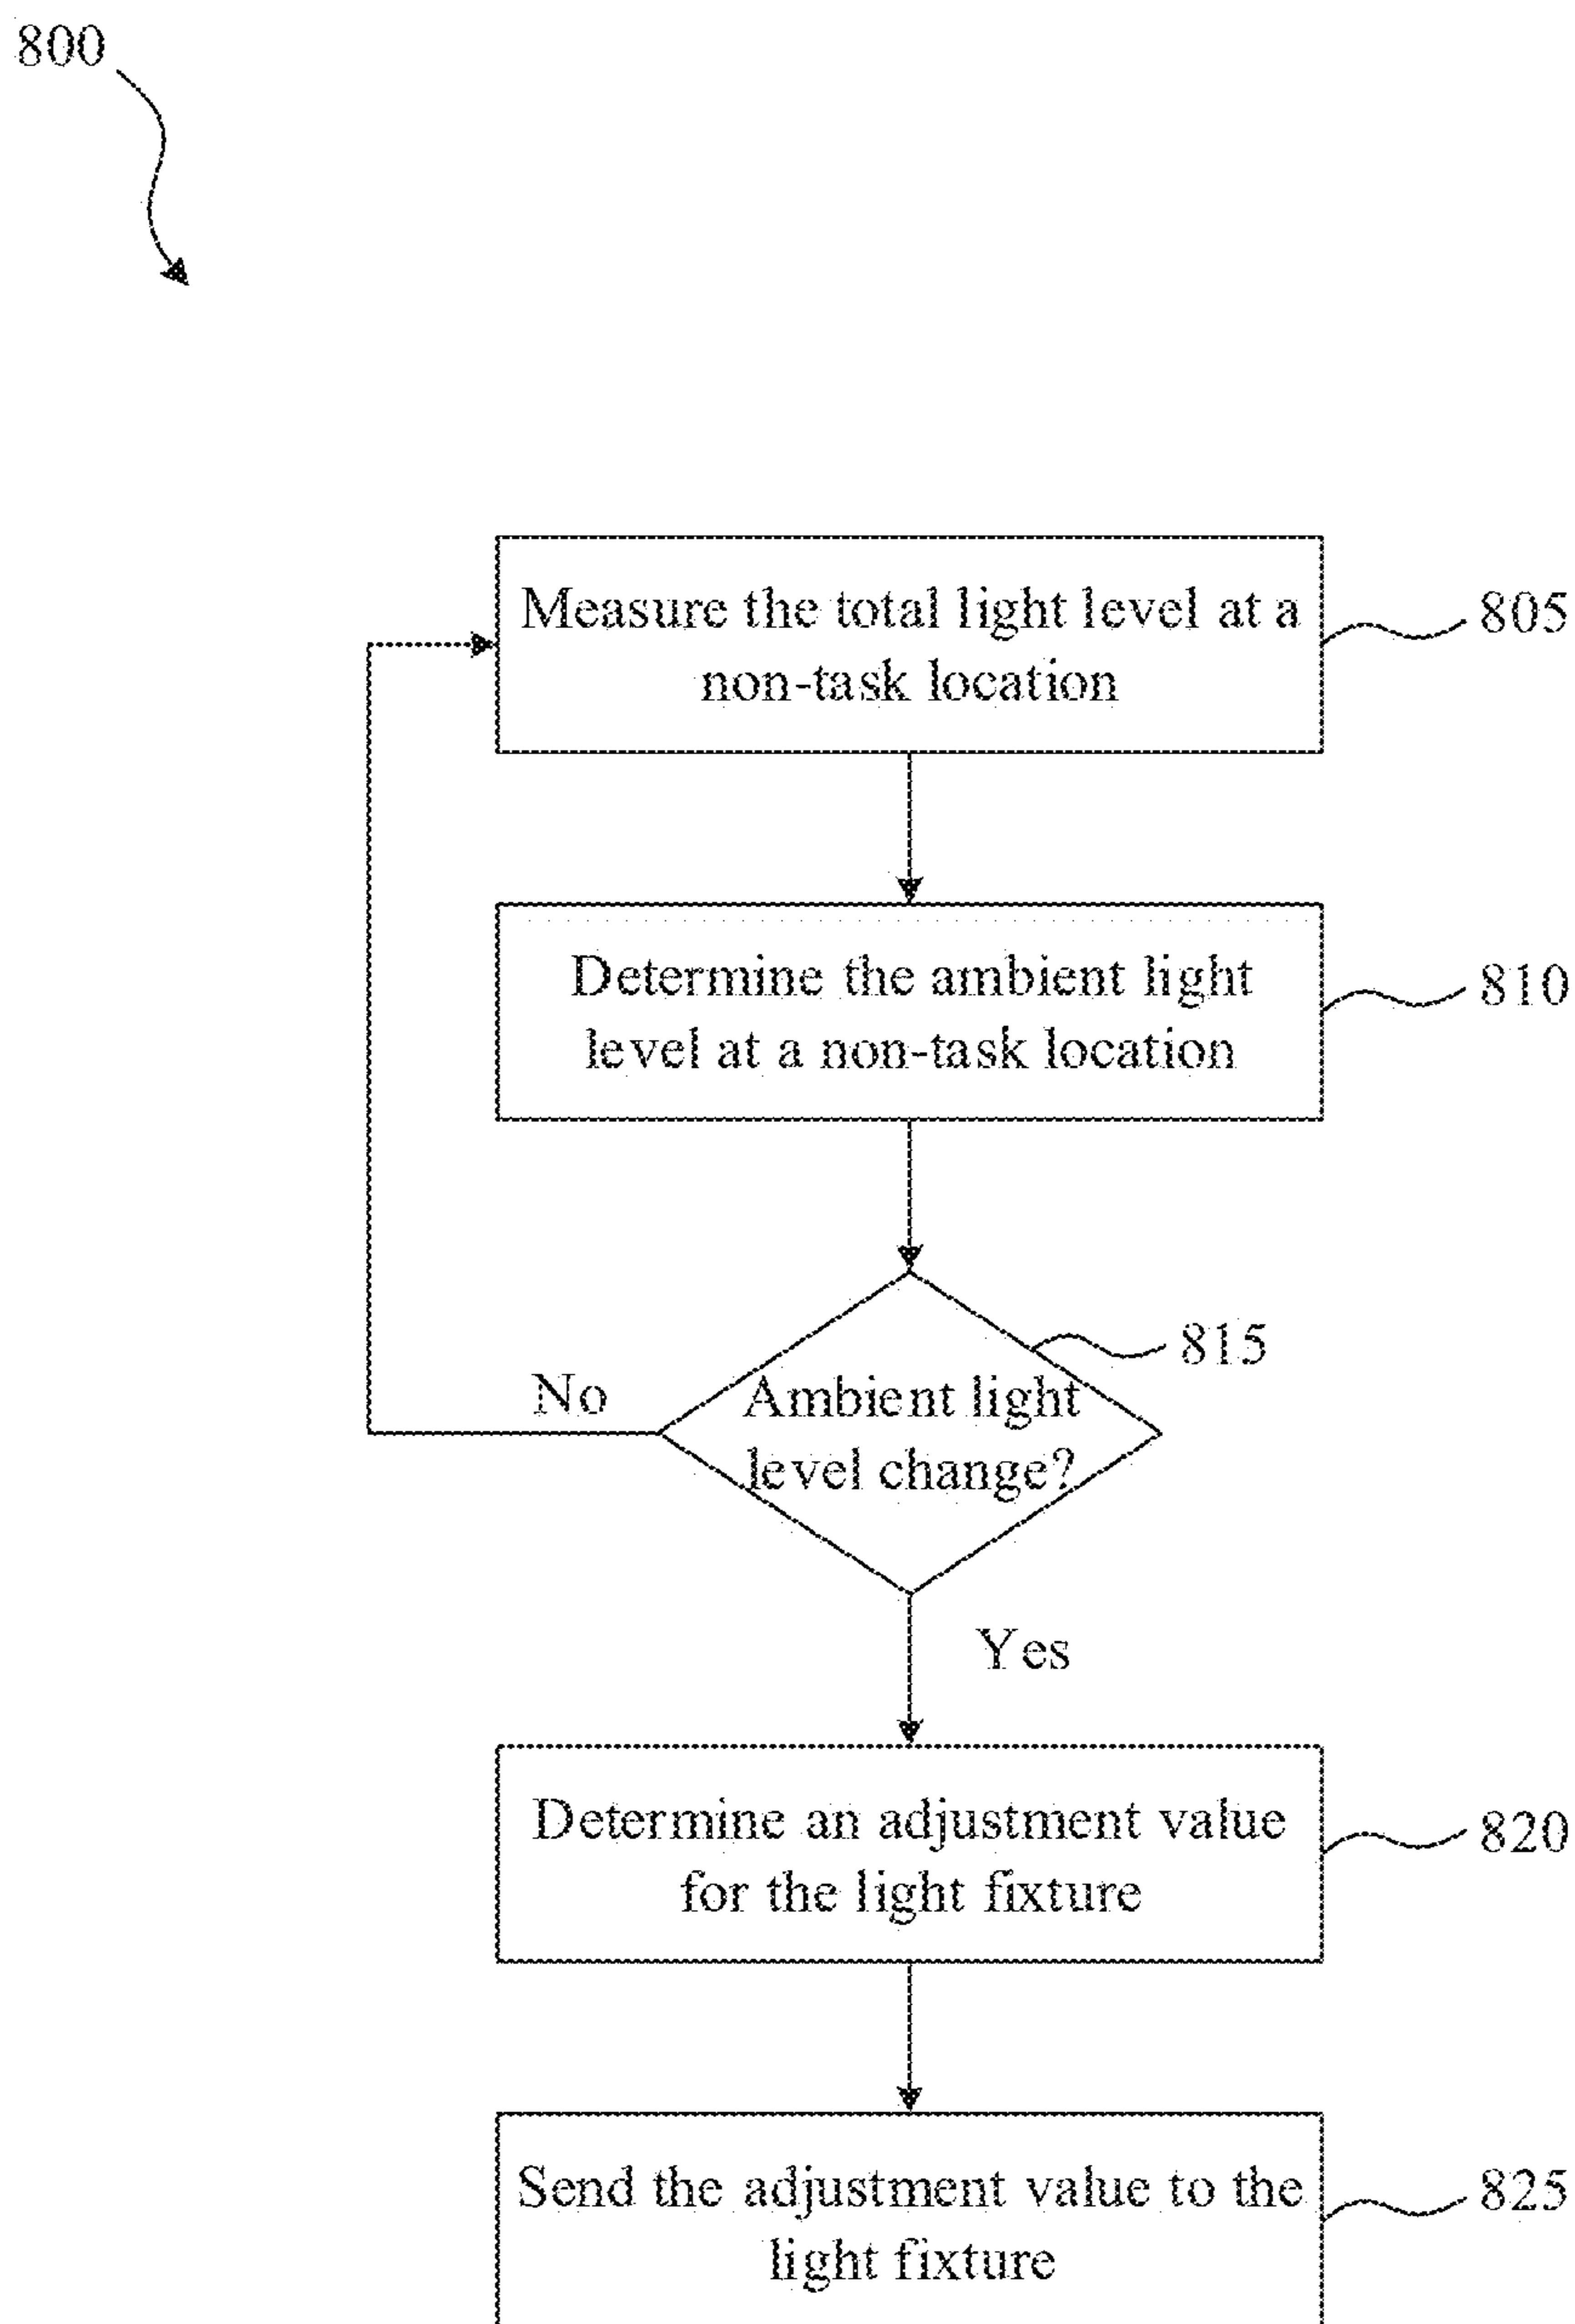 800
Measure the total light level at a
non-task location
805
Determine the ambient light
level at a non-task location
810
815
Ambient light
level change?
No
Yes
Determine an adjustment value
for the light fixture
820
Send the adjustment value to the
light fixture
825